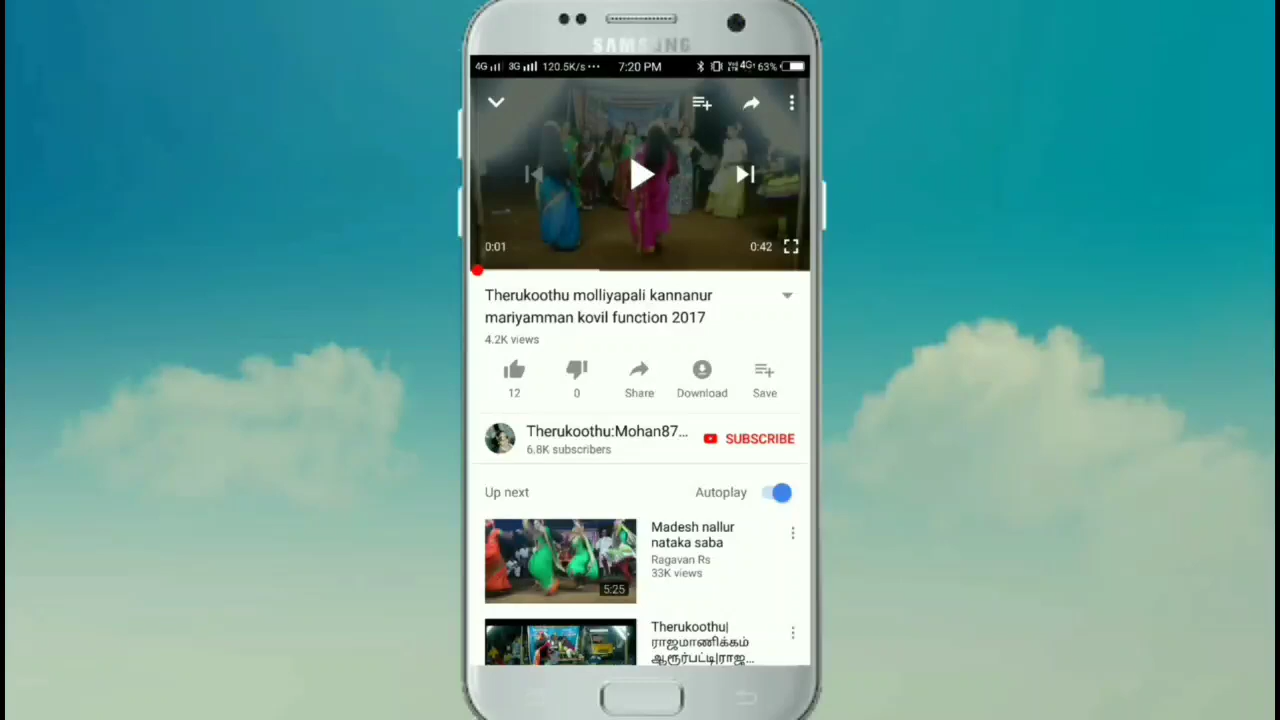 SAMSUNG
4G 3G 120.5K/s ··· 7:20 PM 4G 63%
0:01 0:42
Therukoothu molliyapali kannanur
mariyamman kovil function 2017
4.2K views
12 0 Share Download Save
Therukoothu:Mohan87...
6.8K subscribers
SUBSCRIBE
Up next Autoplay
5:25
Madesh nallur
nataka saba
Ragavan Rs
33K views
Therukoothu|
ராஜமாணிக்கம்
ஆரூர்பட்டி|ராஜ...